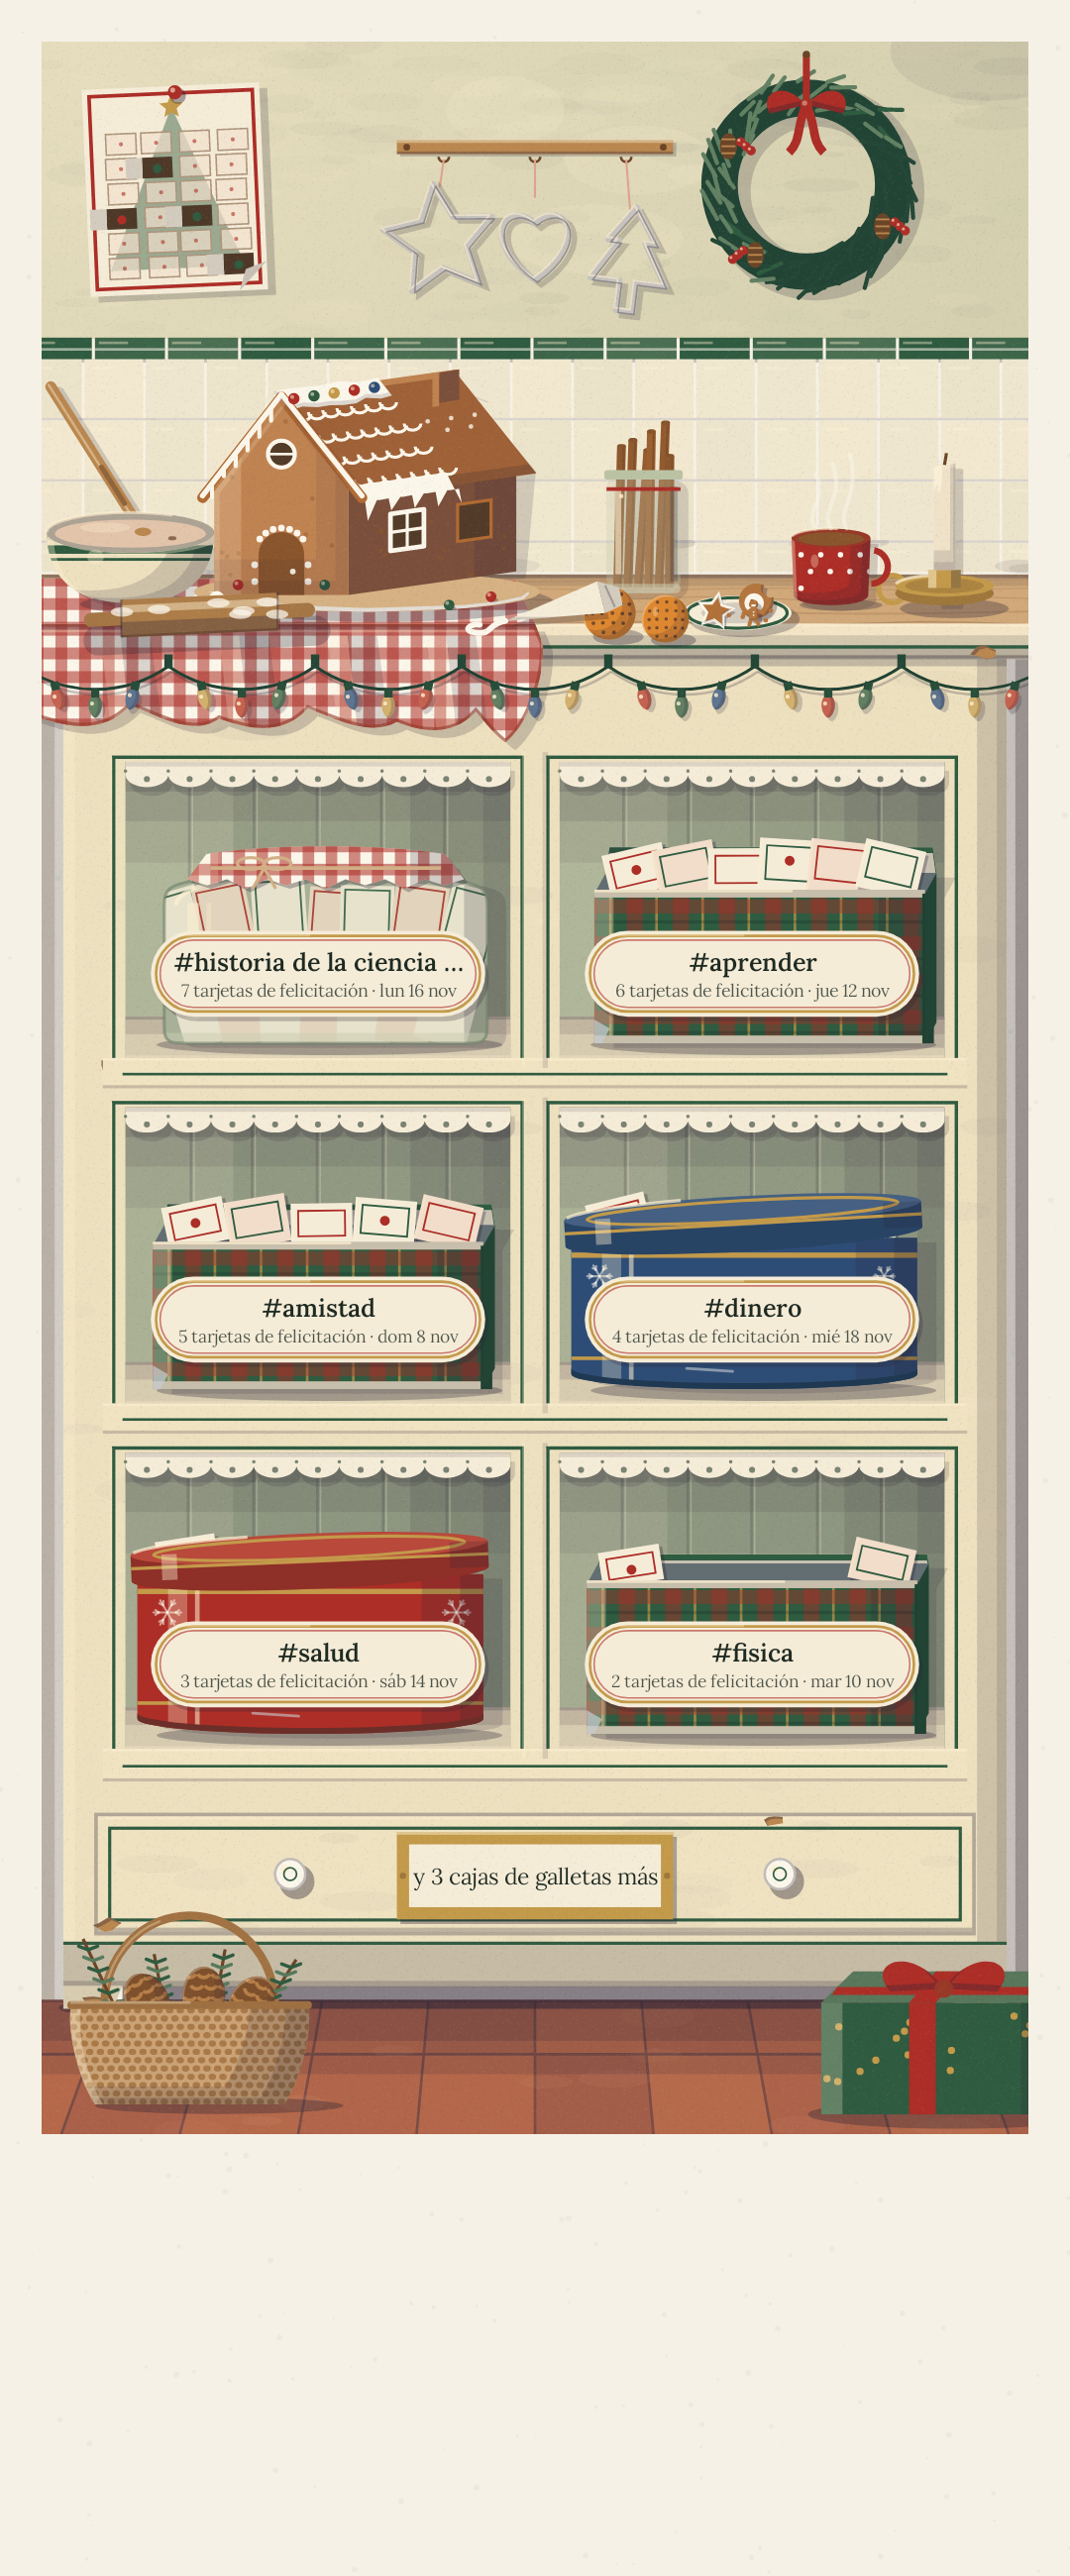 #historia de la ciencia ...
7 tarjetas de felicitación · lun 16 nov
#aprender
6 tarjetas de felicitación · jue 12 nov
#amistad
5 tarjetas de felicitación · dom 8 nov
#dinero
4 tarjetas de felicitación · mié 18 nov
#salud
3 tarjetas de felicitación · sáb 14 nov
#fisica
2 tarjetas de felicitación · mar 10 nov
y 3 cajas de galletas más